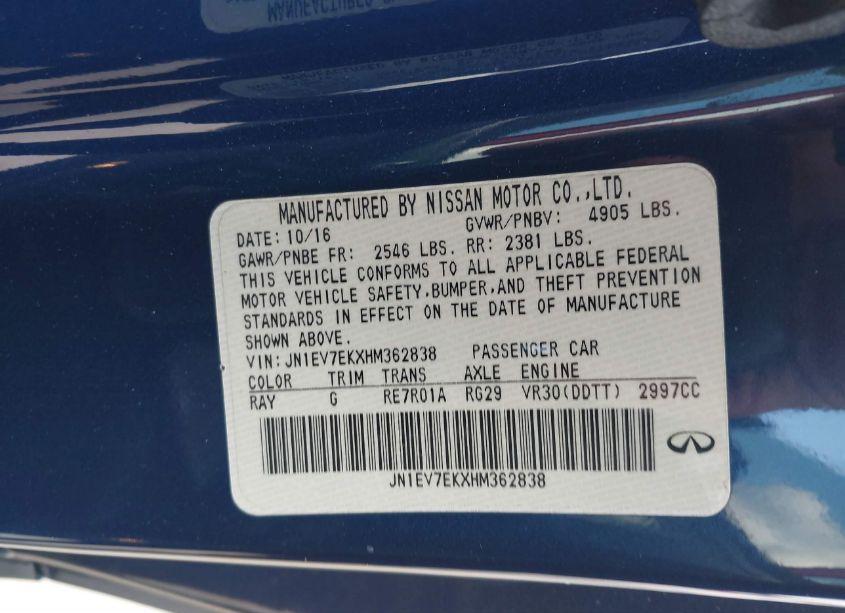 MANUFACTURED BY NISSAN MOTOR CO.,LTD.
DATE: 10/16 GVWR/PNBV: 4905 LBS.
GAWR/PNBE FR: 2546 LBS. RR: 2381 LBS.
THIS VEHICLE CONFORMS TO ALL APPLICABLE FEDERAL
MOTOR VEHICLE SAFETY,BUMPER,AND THEFT PREVENTION
STANDARDS IN EFFECT ON THE DATE OF MANUFACTURE
SHOWN ABOVE.
VIN:JN1EV7EKXHM362838 PASSENGER CAR
COLOR TRIM TRANS AXLE ENGINE
RAY G RE7R01A RG29 VR30(DDTT) 2997CC
JN1EV7EKXHM362838